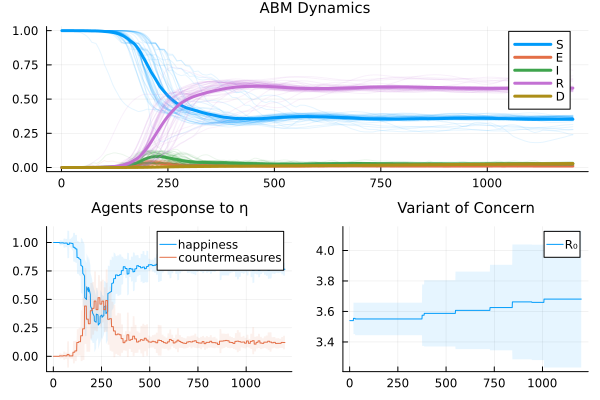 ABM Dynamics
1.00
0.75
0.50
0.25
0.00
S
E
I
R
D
0
250
500
750
1000
Agents response to η
1.00
0.75
0.50
0.25
0.00
happiness
countermeasures
0
250
500
750
1000
Variant of Concern
4.0
3.8
3.6
3.4
R₀
0
250
500
750
1000